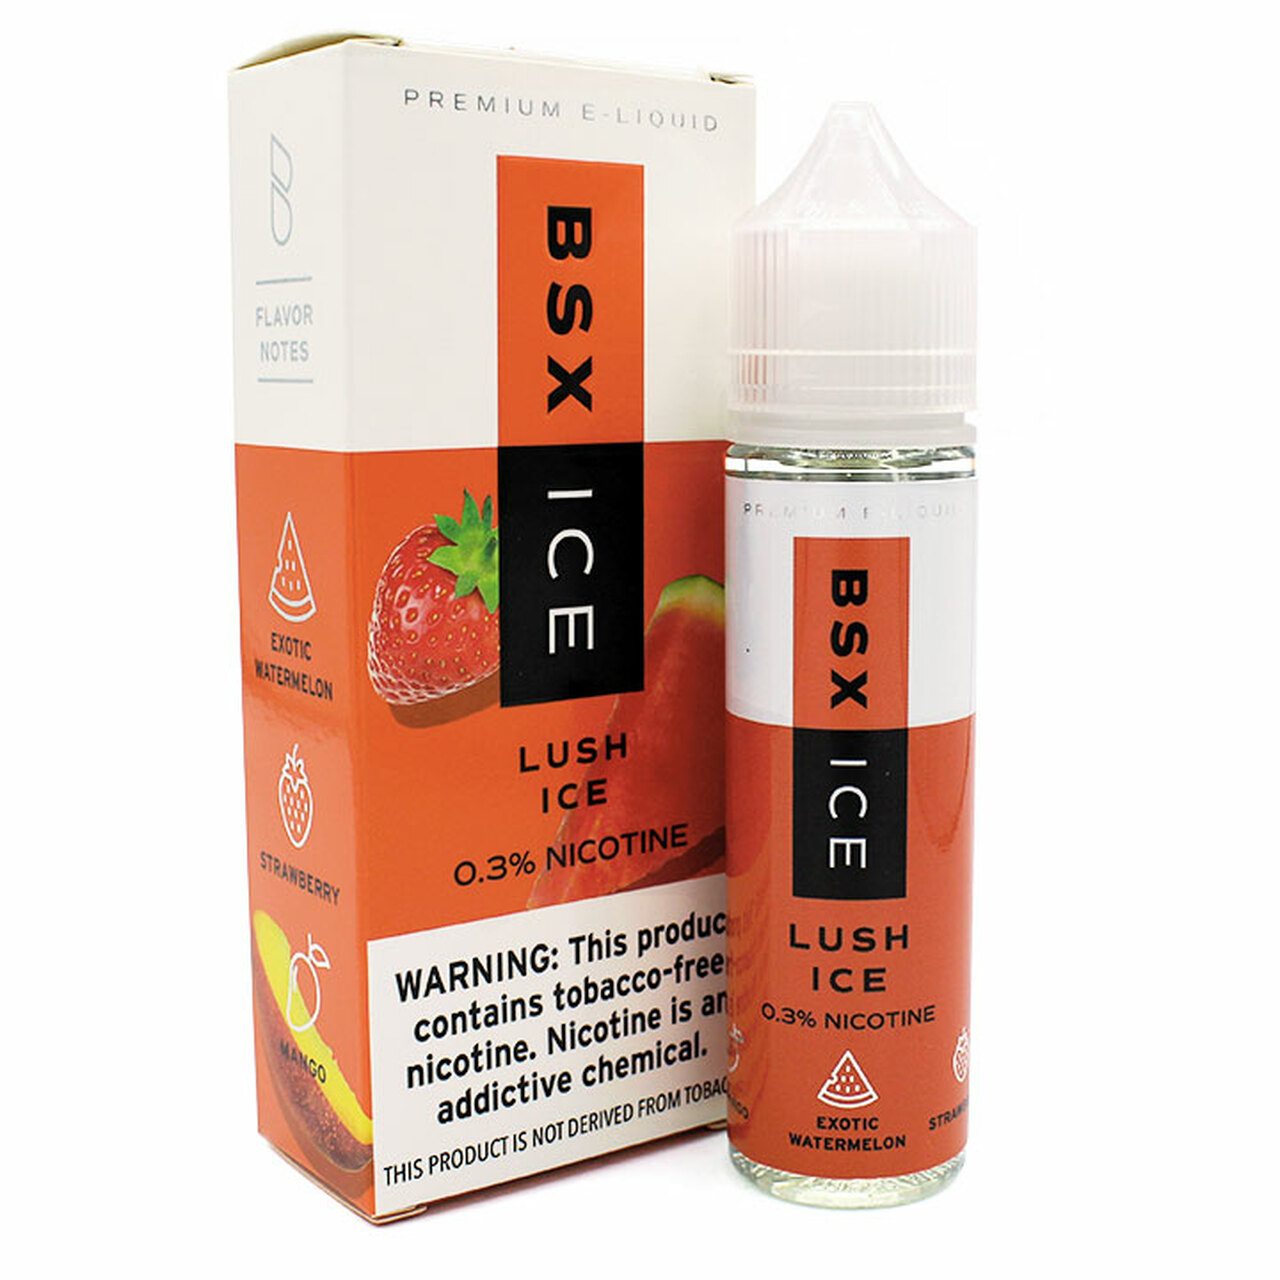 PREMIUM E-LIQUID
BSX ICE
LUSH
ICE
0.3% NICOTINE
WARNING: This produc
contains tobacco-free
nicotine. Nicotine is an
addictive chemical.
THIS PRODUCT IS NOT DERIVED FROM TOBAC
FLAVOR
NOTES
EXOTIC
WATERMELON
STRAWBERRY
MANGO
PREMIUM E-LIQUID
BSX ICE
LUSH
ICE
0.3% NICOTINE
EXOTIC
WATERMELON